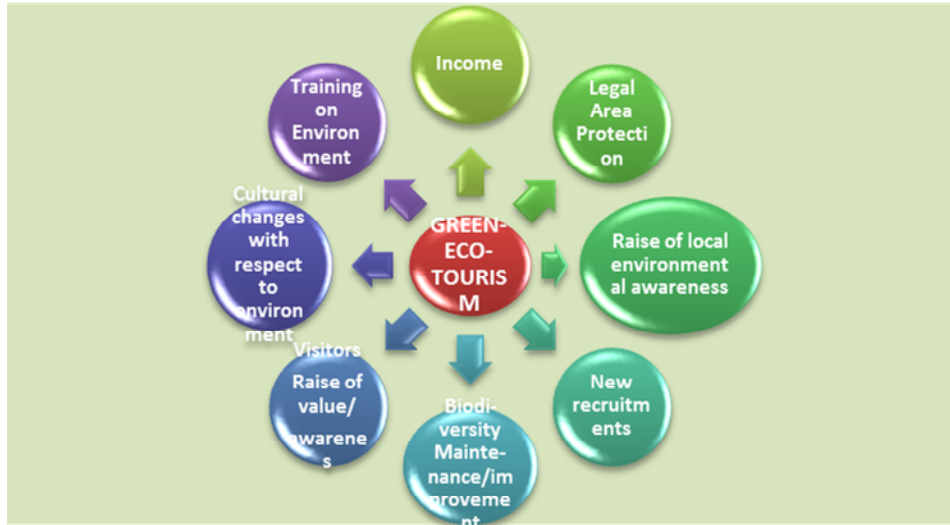 Income
Legal
Area
Protecti
on
Raise of local
environment
al awareness
New
recruitm
ents
Biodi-
versity
Mainte-
nance/im
proveme
nt
Visitors
Raise of
value/
awarenes
s
Cultural
changes
with
respect
to
environ
ment
Training
on
Environ
ment
GREEN-
ECO-
TOURIS
M